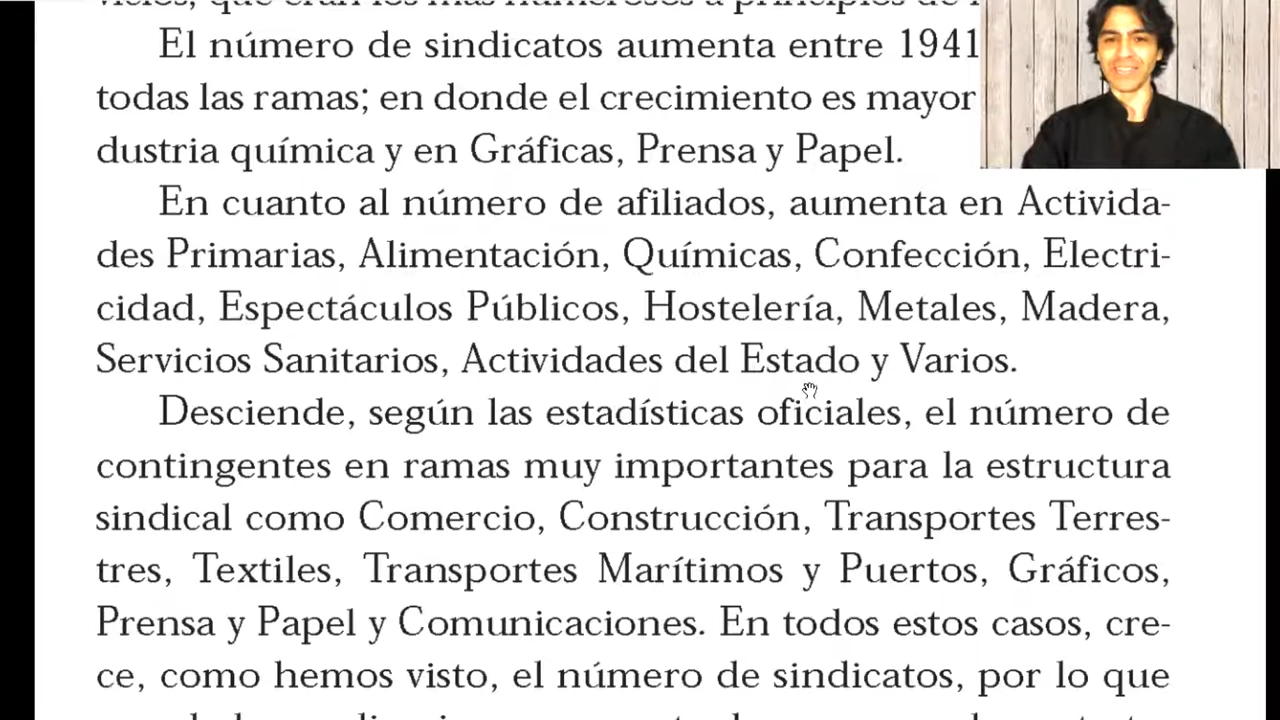 El número de sindicatos aumenta entre 1941
todas las ramas; en donde el crecimiento es mayor
dustria química y en Gráficas, Prensa y Papel.
En cuanto al número de afiliados, aumenta en Activida-
des Primarias, Alimentación, Químicas, Confección, Electri-
cidad, Espectáculos Públicos, Hostelería, Metales, Madera,
Servicios Sanitarios, Actividades del Estado y Varios.
Desciende, según las estadísticas oficiales, el número de
contingentes en ramas muy importantes para la estructura
sindical como Comercio, Construcción, Transportes Terres-
tres, Textiles, Transportes Marítimos y Puertos, Gráficos,
Prensa y Papel y Comunicaciones. En todos estos casos, cre-
ce, como hemos visto, el número de sindicatos, por lo que